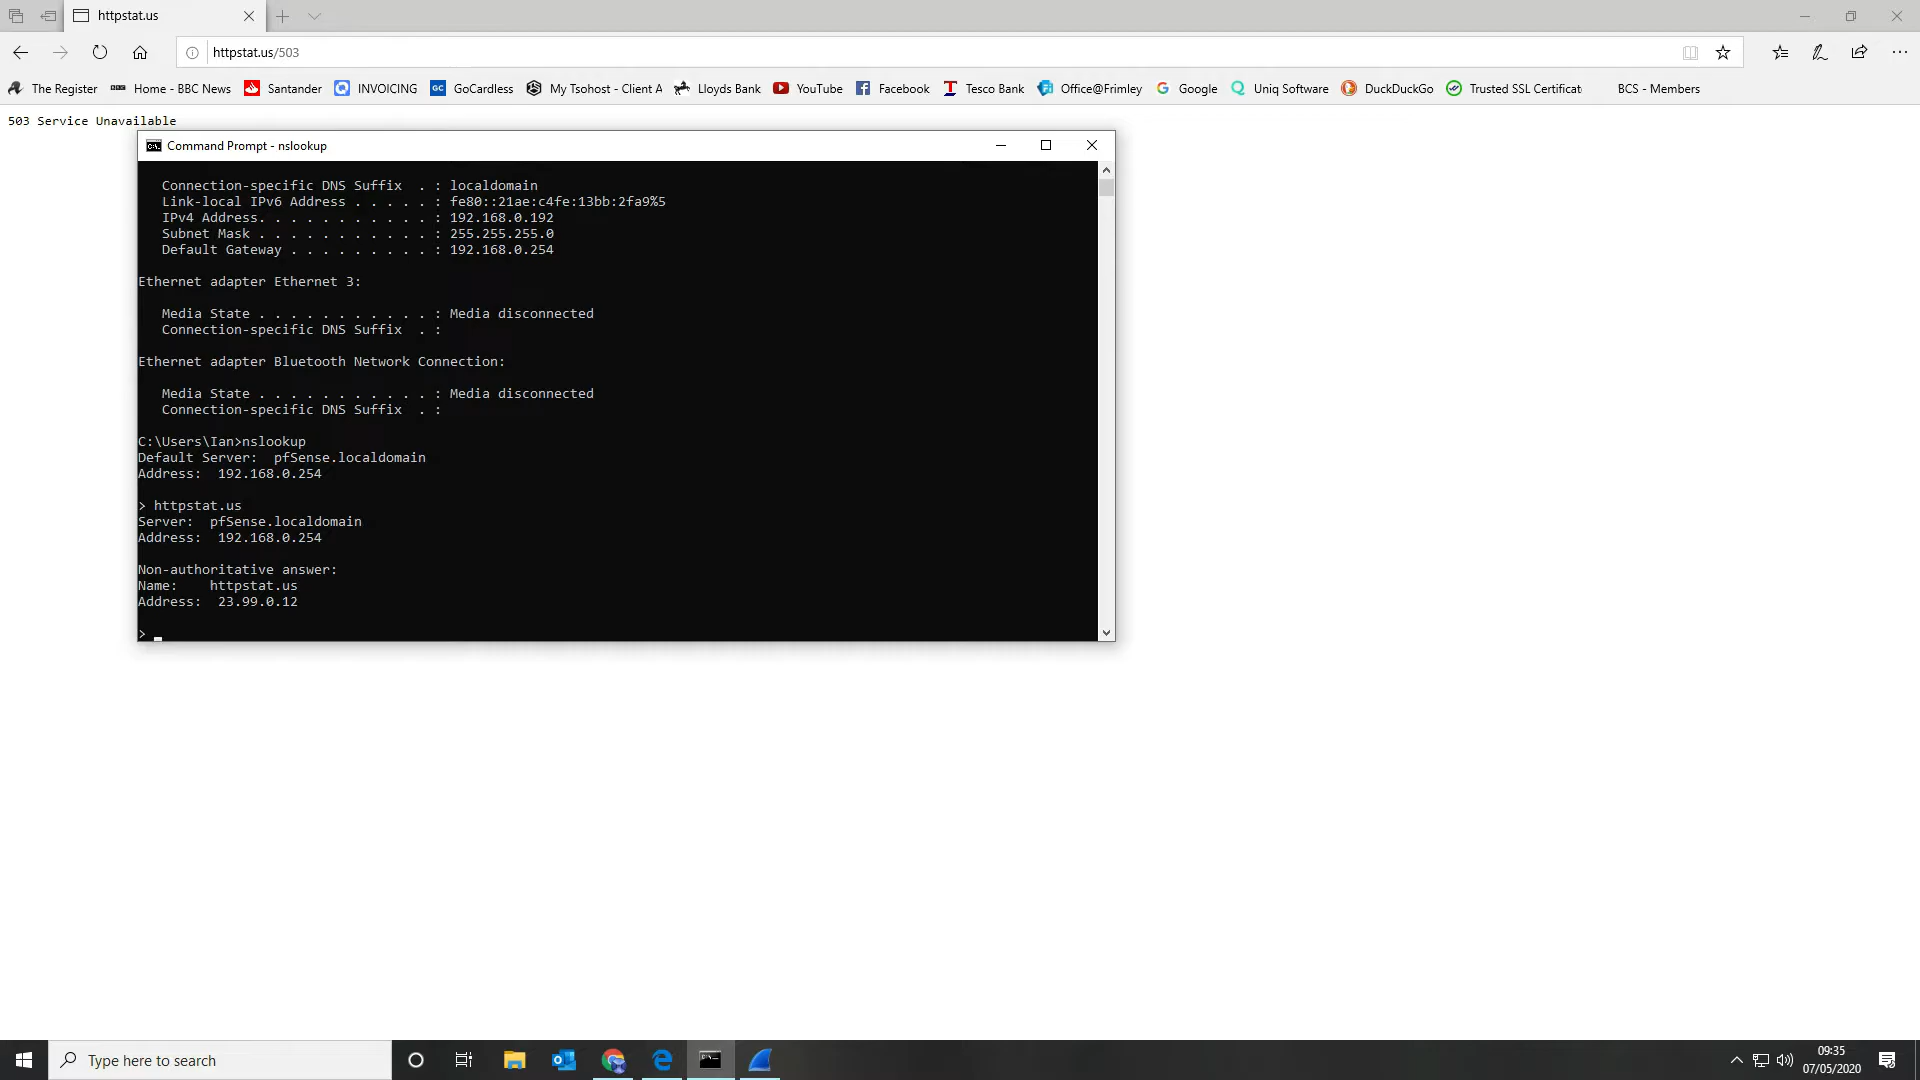 httpstat.us
httpstat.us/503
The Register
Home - BBC News
Santander
INVOICING
GC
GoCardless
My Tsohost - Client A
Lloyds Bank
YouTube
Facebook
Tesco Bank
Office@Frimley
Google
Uniq Software
DuckDuckGo
Trusted SSL Certificat
BCS - Members
503 Service Unavailable
Command Prompt - nslookup
Connection-specific DNS Suffix  . : localdomain
Link-local IPv6 Address . . . . . : fe80::21ae:c4fe:13bb:2fa9%5
IPv4 Address. . . . . . . . . . . : 192.168.0.192
Subnet Mask . . . . . . . . . . . : 255.255.255.0
Default Gateway . . . . . . . . . : 192.168.0.254
Ethernet adapter Ethernet 3:
Media State . . . . . . . . . . . : Media disconnected
Connection-specific DNS Suffix  . :
Ethernet adapter Bluetooth Network Connection:
Media State . . . . . . . . . . . : Media disconnected
Connection-specific DNS Suffix  . :
C:\Users\Ian>nslookup
Default Server:  pfSense.localdomain
Address:  192.168.0.254
> httpstat.us
Server:  pfSense.localdomain
Address:  192.168.0.254
Non-authoritative answer:
Name:    httpstat.us
Address:  23.99.0.12
>
Type here to search
09:35
07/05/2020